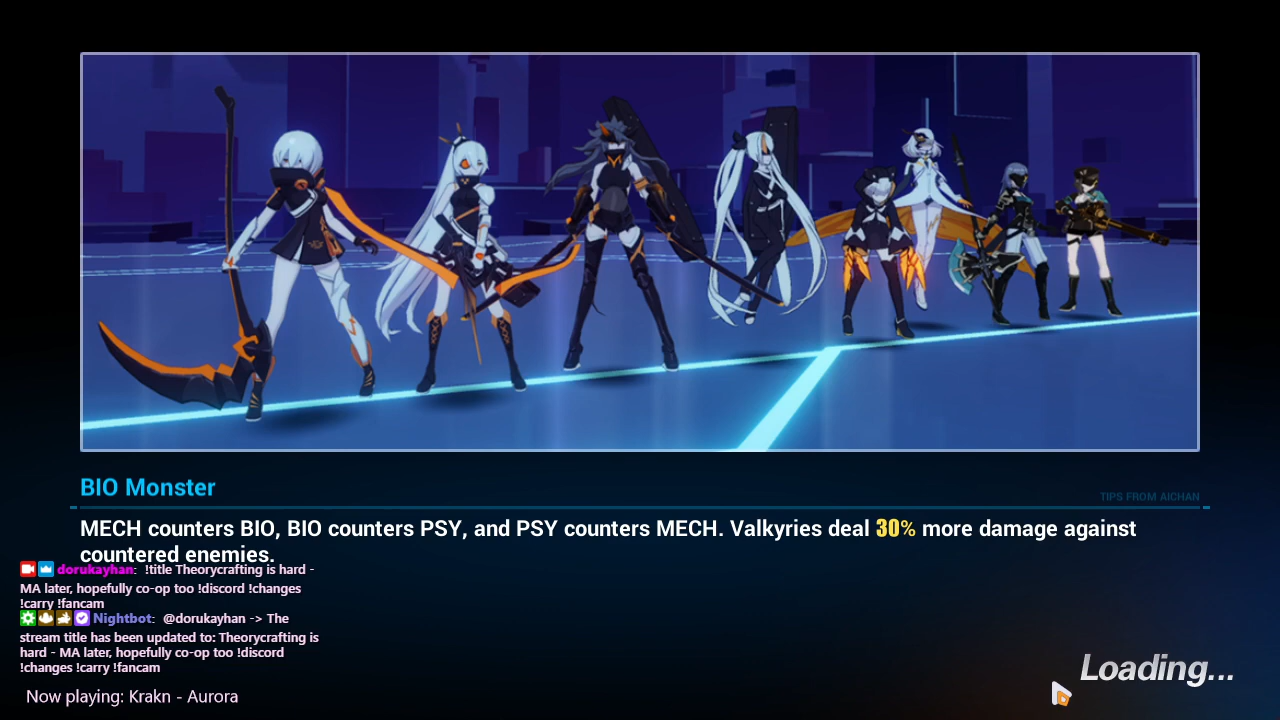 BIO Monster
TIPS FROM AICHAN
MECH counters BIO, BIO counters PSY, and PSY counters MECH. Valkyries deal 30% more damage against
countered enemies.
dorukayhan: !title Theorycrafting is hard -
MA later, hopefully co-op too !discord !changes
!carry !fancam
Nightbot: @dorukayhan -> The
stream title has been updated to: Theorycrafting is
hard - MA later, hopefully co-op too !discord
!changes !carry !fancam
Now playing: Krakn - Aurora
Loading...